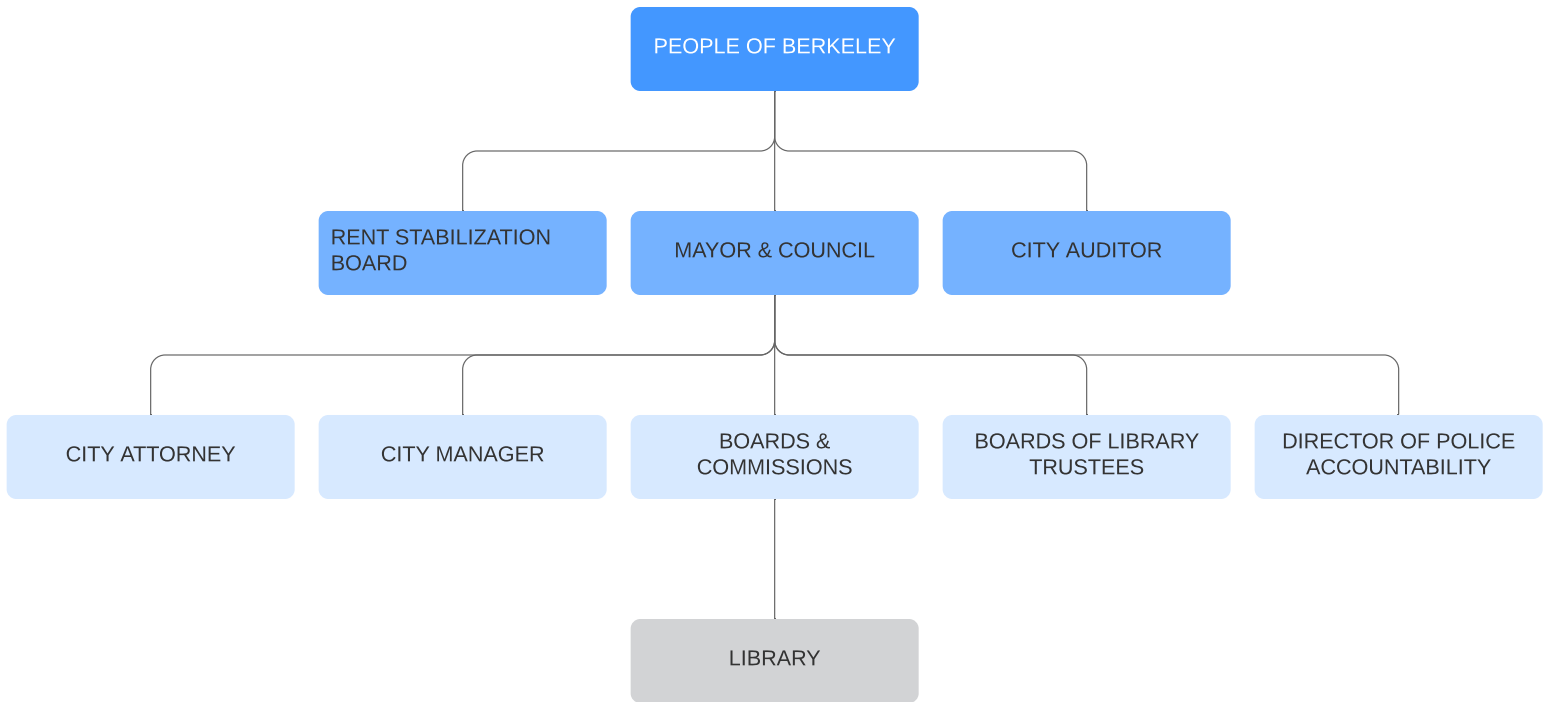 PEOPLE OF BERKELEY
RENT STABILIZATION
BOARD
MAYOR & COUNCIL
CITY AUDITOR
CITY ATTORNEY
CITY MANAGER
BOARDS &
COMMISSIONS
BOARDS OF LIBRARY
TRUSTEES
DIRECTOR OF POLICE
ACCOUNTABILITY
LIBRARY